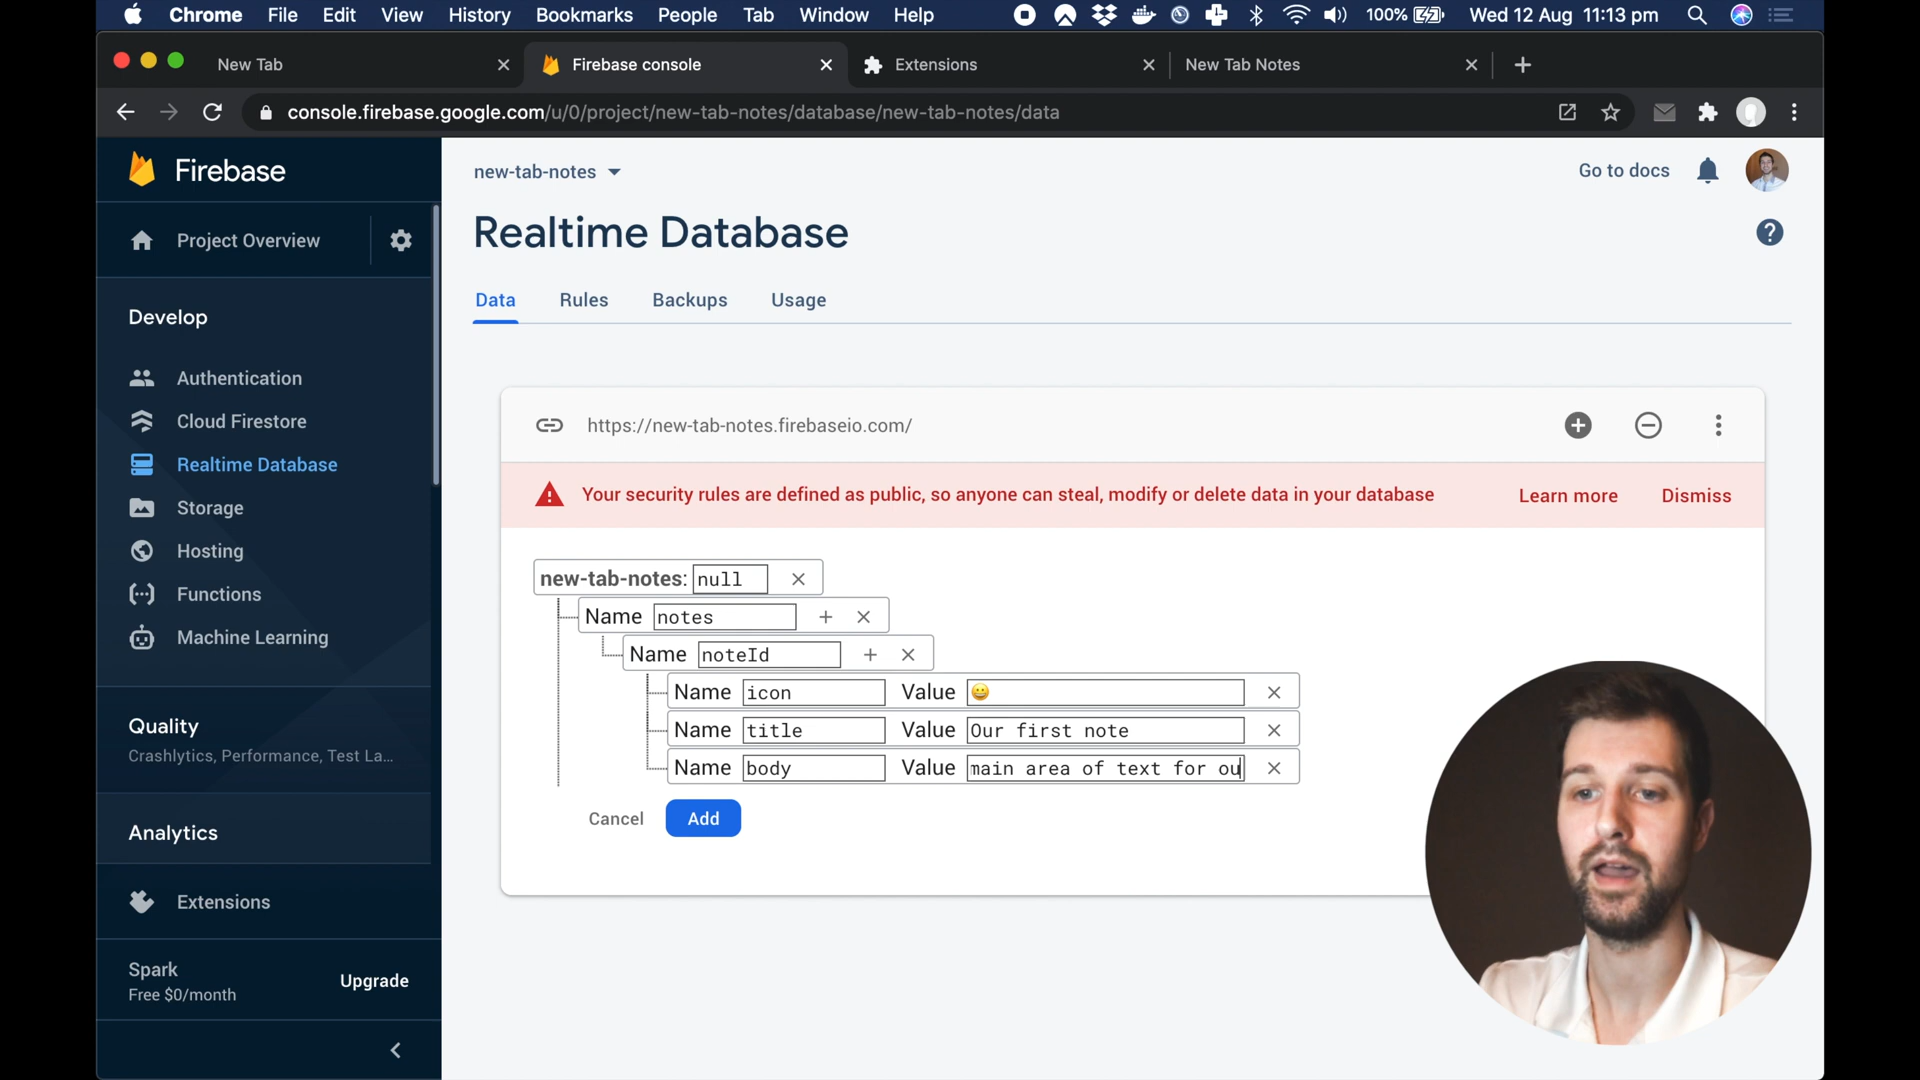 Chrome File Edit View History Bookmarks People Tab Window Help 100% Wed 12 Aug 11:13 pm
New Tab Firebase console Extensions New Tab Notes
console.firebase.google.com/u/0/project/new-tab-notes/database/new-tab-notes/data
Firebase
Project Overview
Develop
Authentication
Cloud Firestore
Realtime Database
Storage
Hosting
Functions
Machine Learning
Quality
Crashlytics, Performance, Test La...
Analytics
Extensions
Spark
Free $0/month
Upgrade
new-tab-notes
Go to docs
Realtime Database
Data Rules Backups Usage
https://new-tab-notes.firebaseio.com/
Your security rules are defined as public, so anyone can steal, modify or delete data in your database Learn more Dismiss
new-tab-notes: null
Name notes
Name noteId
Name icon Value 😀
Name title Value Our first note
Name body Value main area of text for ou
Cancel Add